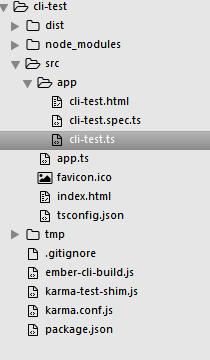 cli-test
dist
node_modules
src
app
cli-test.html
cli-test.spec.ts
cli-test.ts
app.ts
favicon.ico
index.html
tsconfig.json
tmp
.gitignore
ember-cli-build.js
karma-test-shim.js
karma.conf.js
package.json